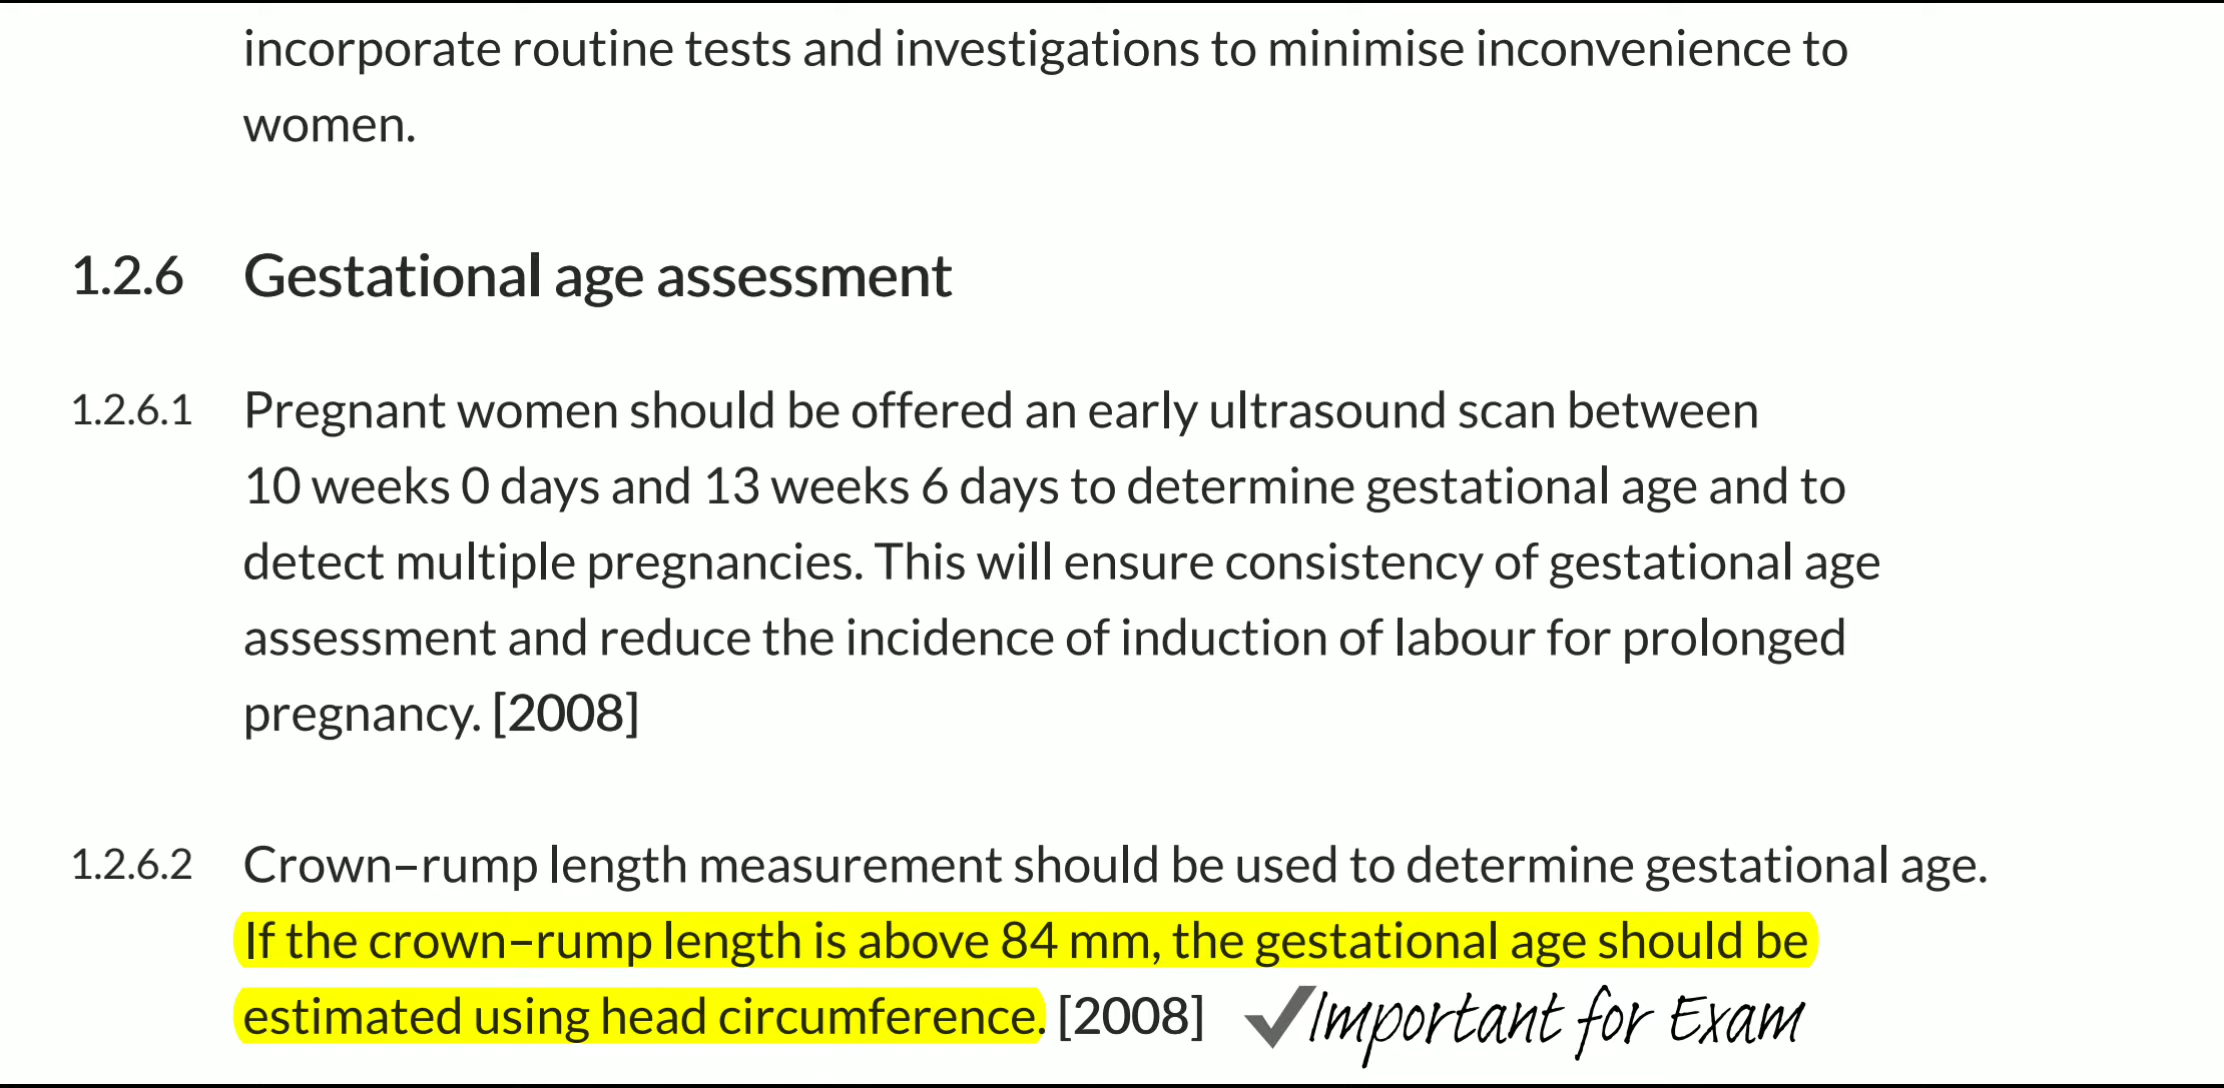 incorporate routine tests and investigations to minimise inconvenience to
women.
1.2.6 Gestational age assessment
1.2.6.1 Pregnant women should be offered an early ultrasound scan between
10 weeks 0 days and 13 weeks 6 days to determine gestational age and to
detect multiple pregnancies. This will ensure consistency of gestational age
assessment and reduce the incidence of induction of labour for prolonged
pregnancy. [2008]
1.2.6.2 Crown–rump length measurement should be used to determine gestational age.
If the crown–rump length is above 84 mm, the gestational age should be
estimated using head circumference. [2008] ✓Important for Exam